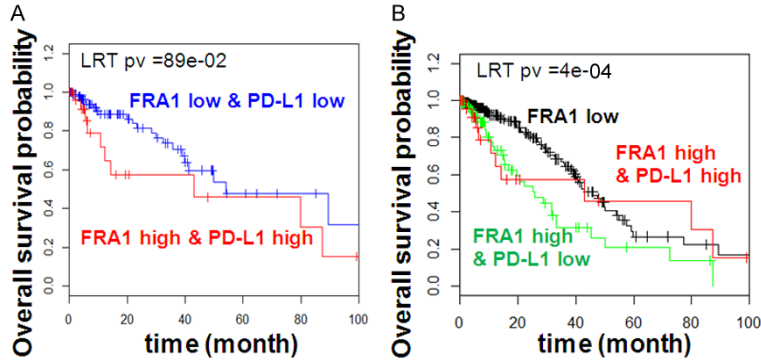 A
Overall survival probability
0.0 0.2 0.4 0.6 0.8 1.0 1.2
LRT pv =89e-02
FRA1 low & PD-L1 low
FRA1 high & PD-L1 high
0 20 40 60 80 100
time (month)
B
Overall survival probability
0.0 0.2 0.4 0.6 0.8 1.0 1.2
LRT pv =4e-04
FRA1 low
FRA1 high
& PD-L1 high
FRA1 high
& PD-L1 low
0 20 40 60 80 100
time (month)